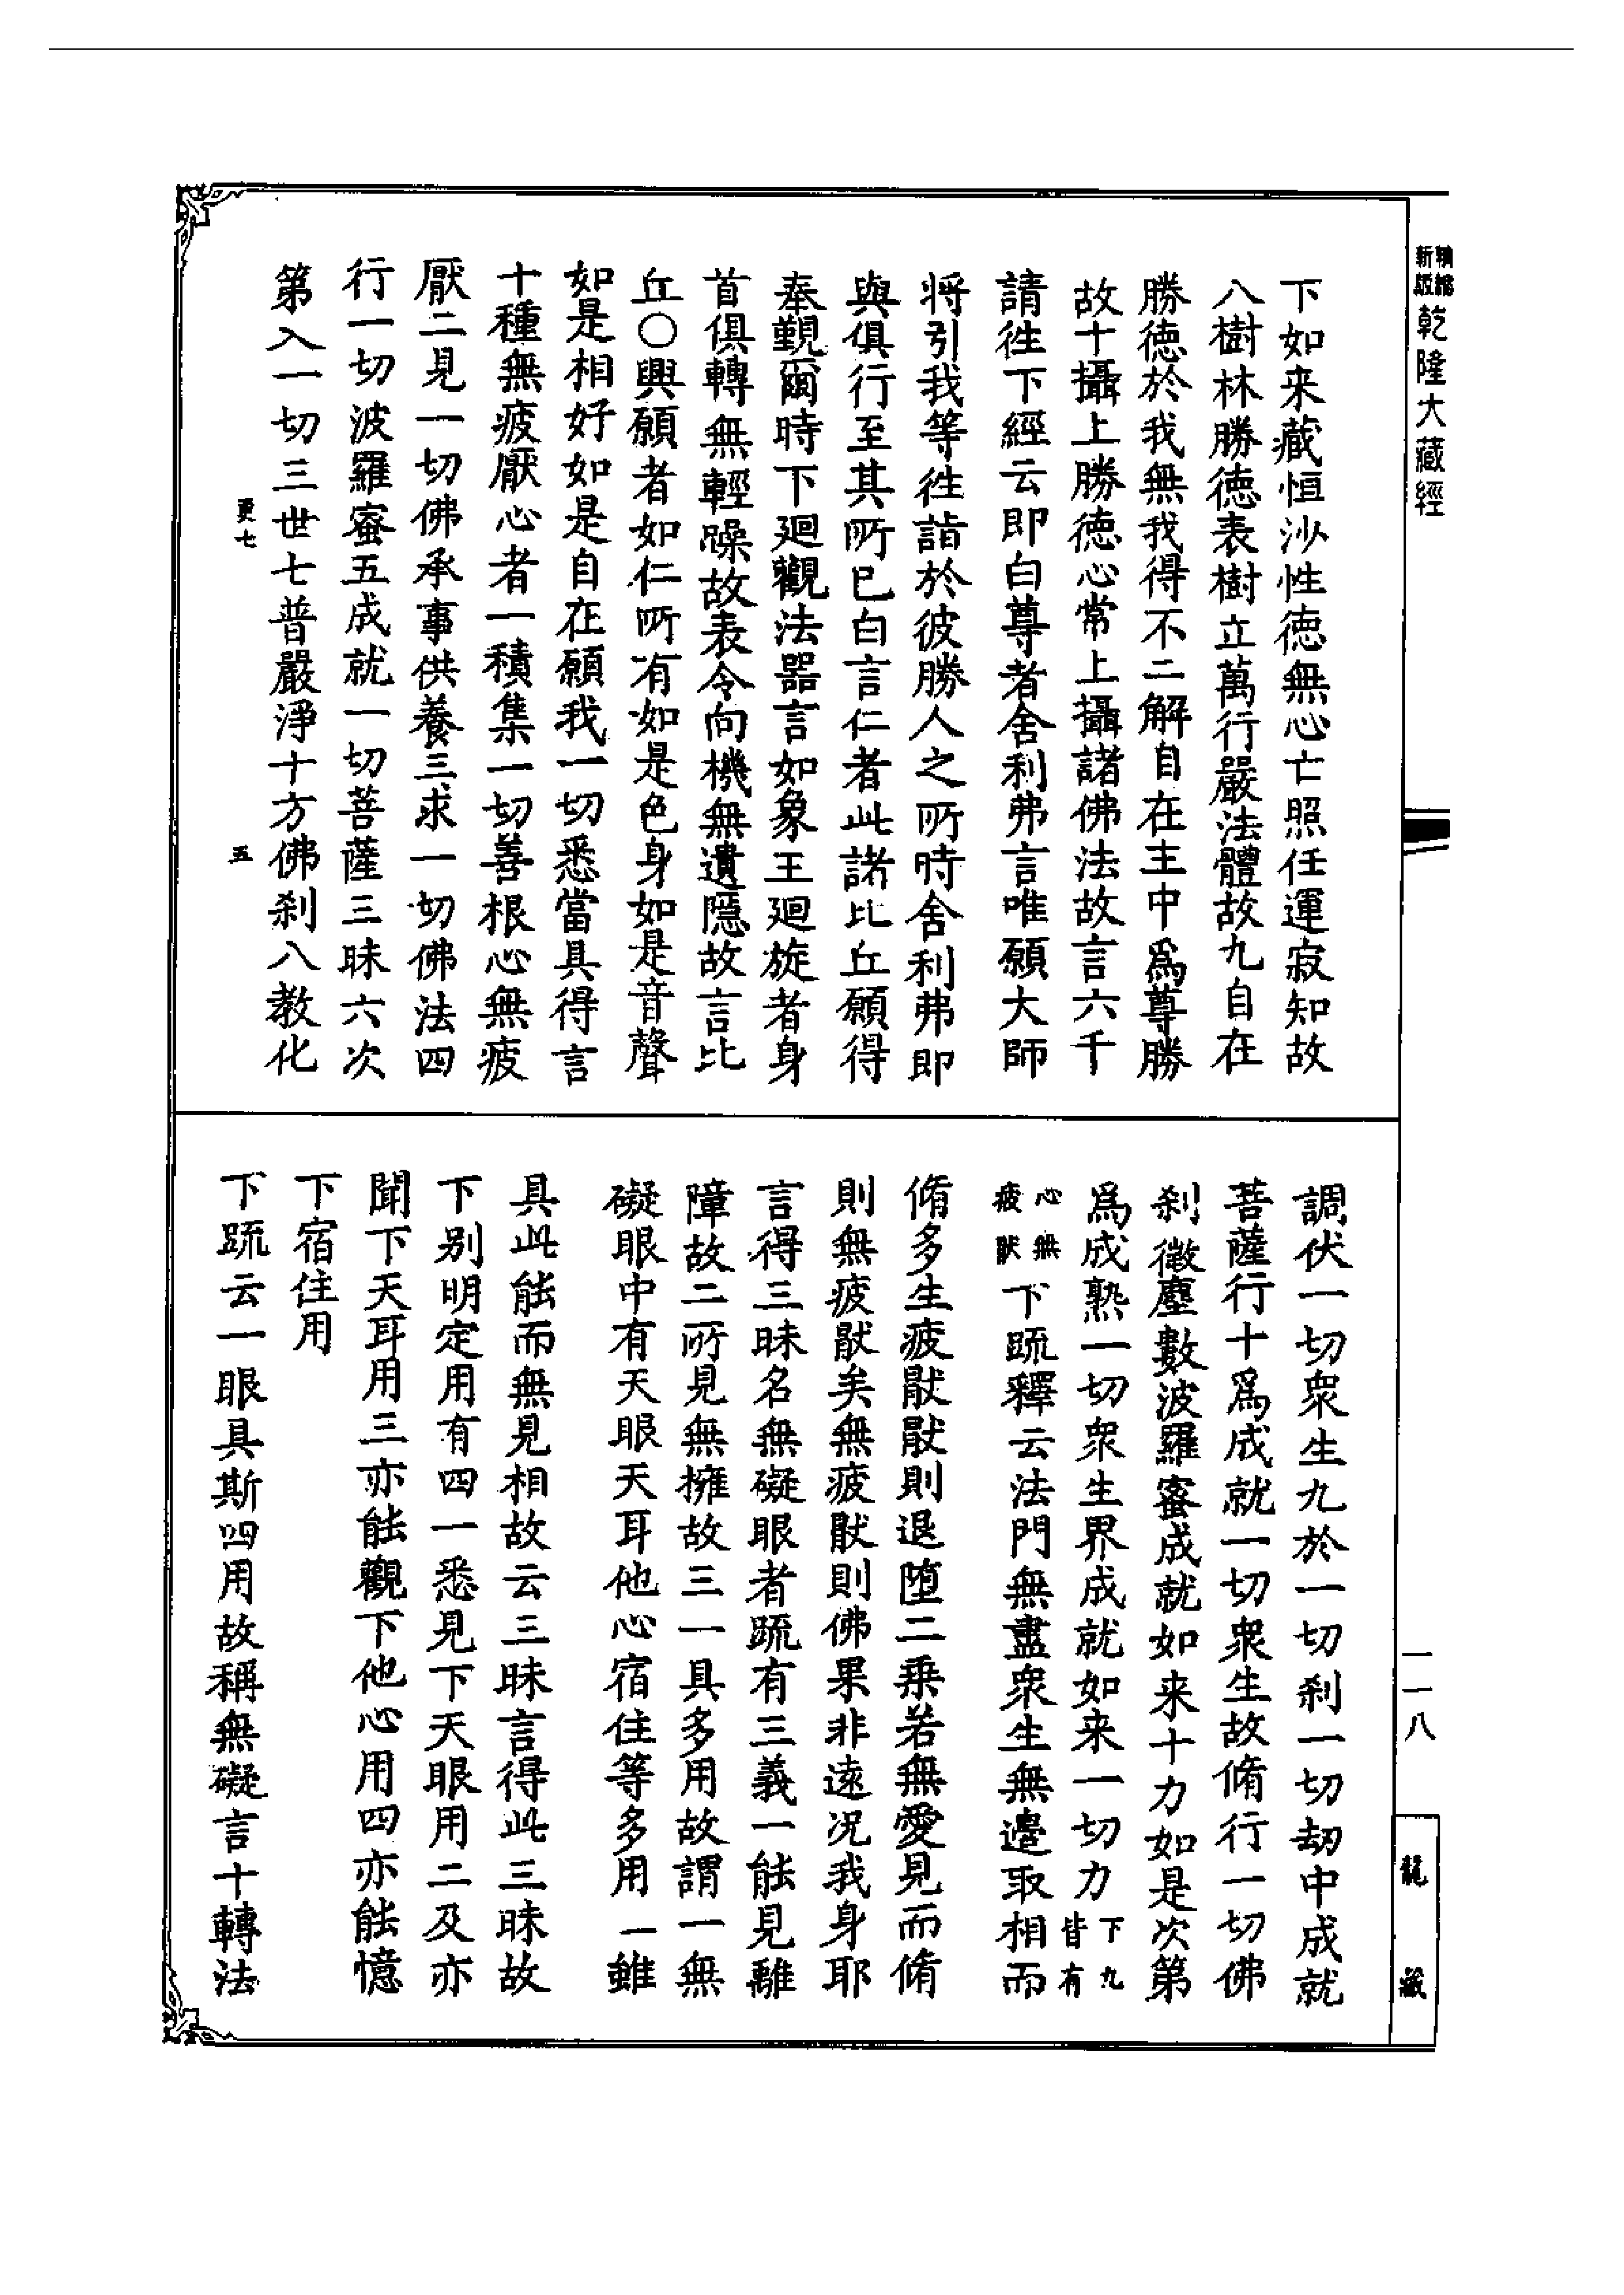 新版精縮
乾隆大藏經
下如来藏恒沙性徳無心亡照任運寂知故
八樹林勝徳表樹立萬行嚴法體故九自在
勝徳於我無我得不二解自在主中爲尊勝
故十攝上勝徳心常上攝諸佛法故言六千
請徃下經云即白尊者舍利弗言唯願大師
將引我等徃詣於彼勝人之所時舍利弗即
與俱行至其所已白言仁者此諸比丘願得
奉覲爾時下廻觀法器言如象王廻旋者身
首俱轉無輕躁故表令向機無遺隱故言比
丘〇興願者如仁所有如是色身如是音聲
如是相好如是自在願我一切悉當具得言
十種無疲厭心者一積集一切善根心無疲
厭二見一切佛承事供養三求一切佛法四
行一切波羅蜜五成就一切菩薩三昧六次
第入一切三世七普嚴淨十方佛刹八教化
更七
五
調伏一切衆生九於一切刹一切劫中成就
菩薩行十爲成就一切衆生故脩行一切佛
刹微塵數波羅蜜成就如来十力如是次第
爲成熟一切衆生界成就如来一切力下九皆有
心無疲猒下䟽釋云法門無盡衆生無邊取相而
脩多生疲猒猒則退墮二乗若無愛見而脩
則無疲猒矣無疲猒則佛果非遠况我身耶
言得三昧名無礙眼者䟽有三義一能見離
障故二所見無擁故三一具多用故謂一無
礙眼中有天眼天耳他心宿住等多用一雖
具此能而無見相故云三昧言得此三昧故
下别明定用有四一悉見下天眼用二及亦
聞下天耳用三亦能觀下他心用四亦能憶
下宿住用
下䟽云一眼具斯四用故稱無礙言十轉法
一一八
龍藏